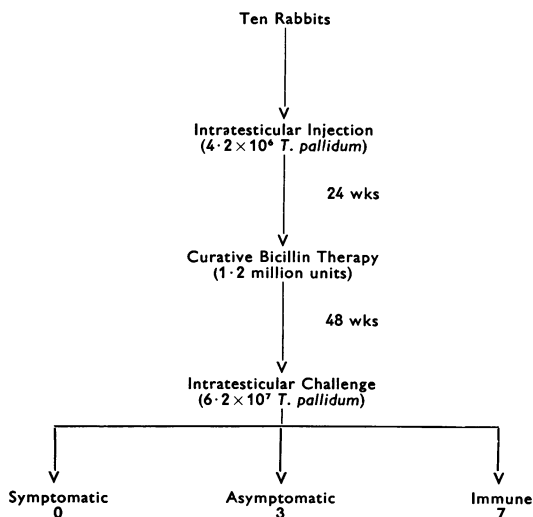 Ten Rabbits
Intratesticular Injection
(4·2×10⁶ T. pallidum)
24 wks
Curative Bicillin Therapy
(1·2 million units)
48 wks
Intratesticular Challenge
(6·2×10⁷ T. pallidum)
Symptomatic Asymptomatic Immune
0 3 7